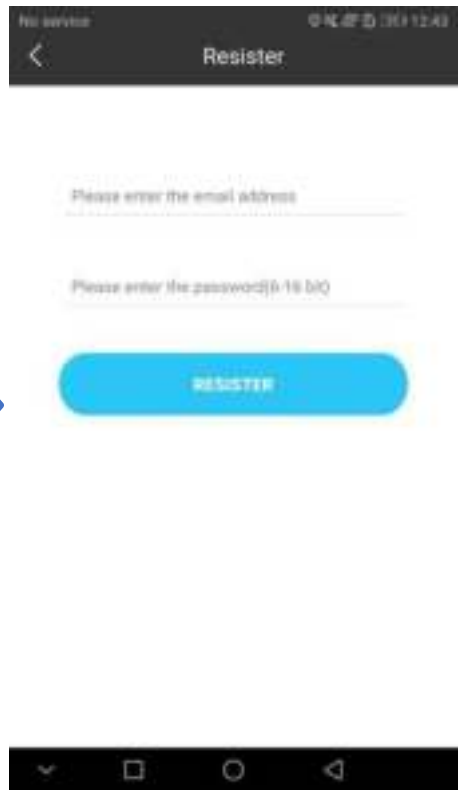 No service 12:43
Resister
Please enter the email address
Please enter the password(6-16 bit)
RESISTER